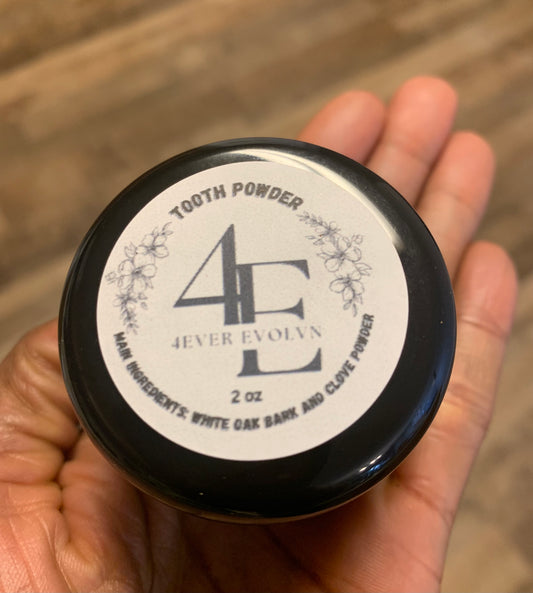 TOOTH POWDER
4E
4EVER EVOLVN
2 oz
MAIN INGREDIENTS: WHITE OAK BARK AND CLOVE POWDER